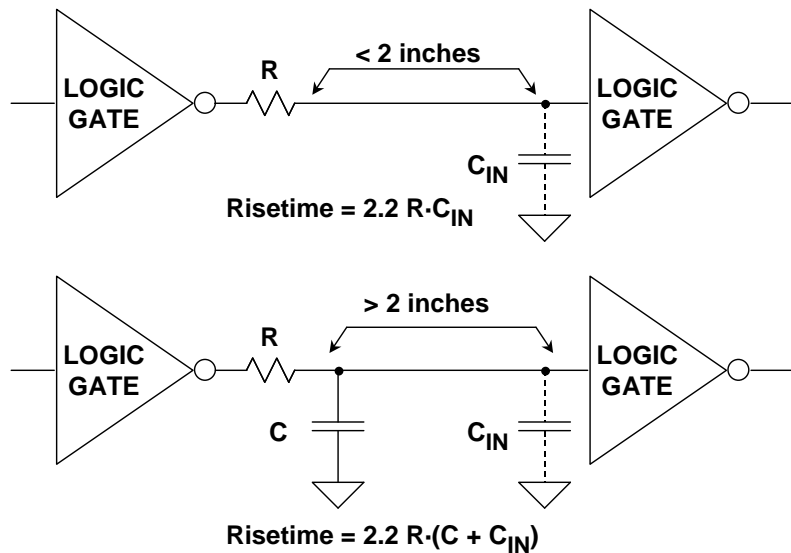 < 2 inches
R
LOGIC
GATE
LOGIC
GATE
C_IN
Risetime = 2.2 R·C_IN
> 2 inches
R
LOGIC
GATE
LOGIC
GATE
C
C_IN
Risetime = 2.2 R·(C + C_IN)